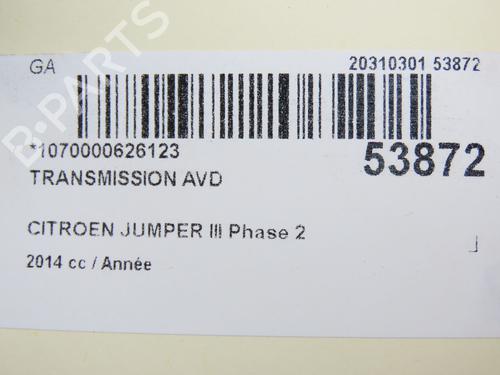 GA 20310301 53872
*1070000626123 53872
TRANSMISSION AVD
CITROEN JUMPER III Phase 2
J
2014 cc / Année
B-PARTS